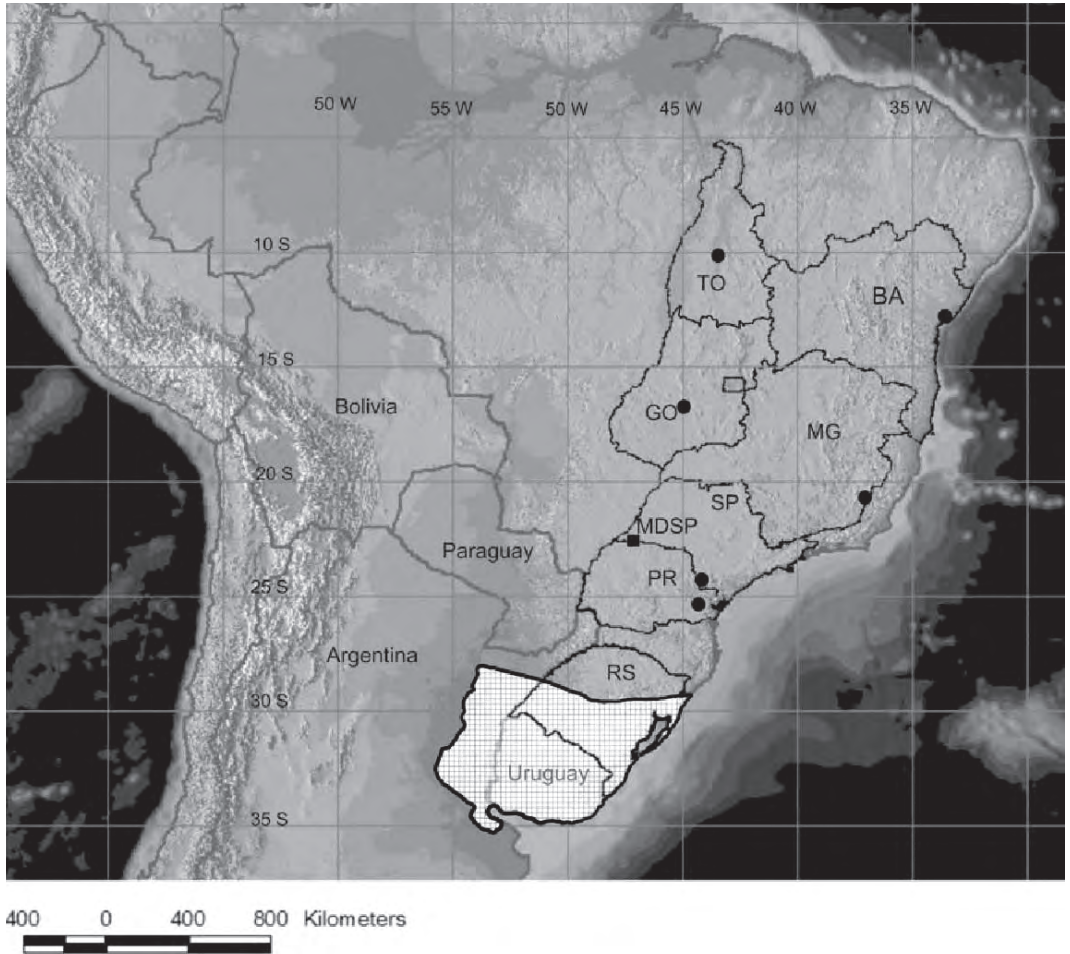 50 W 55 W 50 W 45 W 40 W 35 W
10 S
TO
BA
15 S
Bolivia
GO
MG
20 S
SP
MDSP
Paraguay
PR
25 S
Argentina
RS
30 S
Uruguay
35 S
400 0 400 800 Kilometers